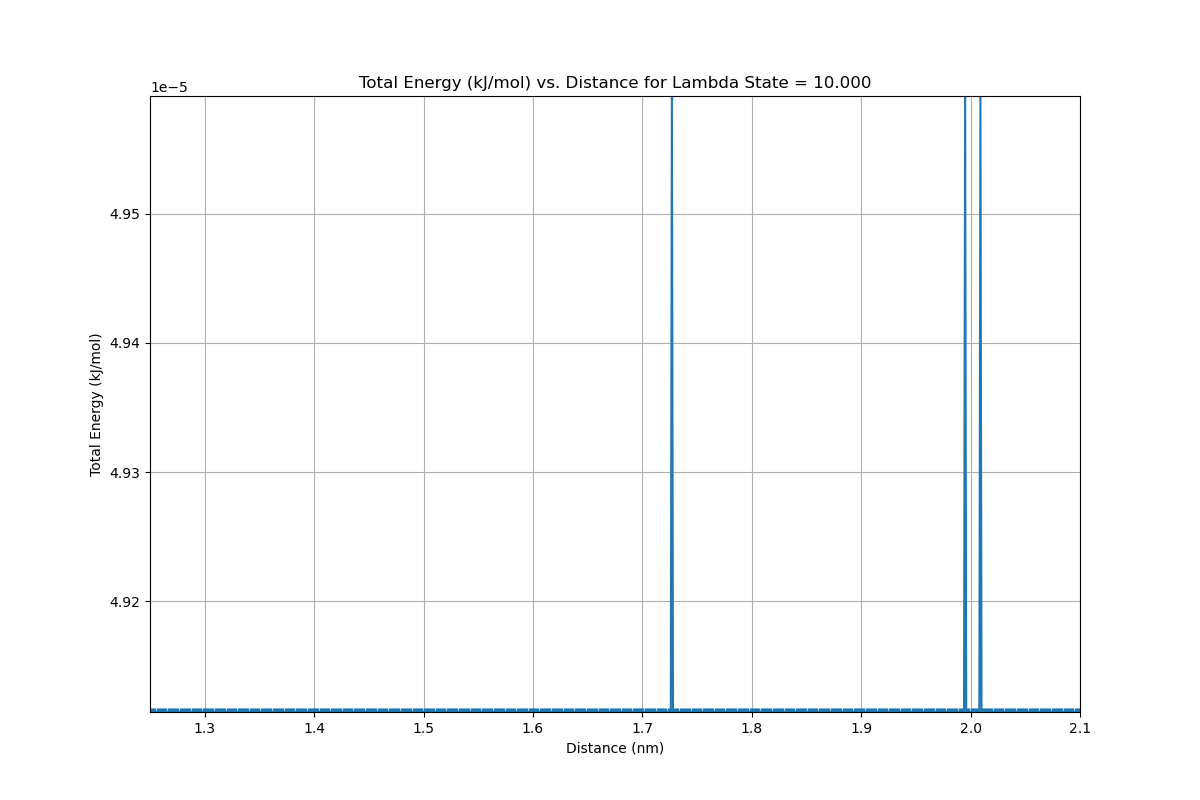 Total Energy (kJ/mol) vs. Distance for Lambda State = 10.000
1e−5
4.95
4.94
4.93
4.92
Total Energy (kJ/mol)
1.3 1.4 1.5 1.6 1.7 1.8 1.9 2.0 2.1
Distance (nm)